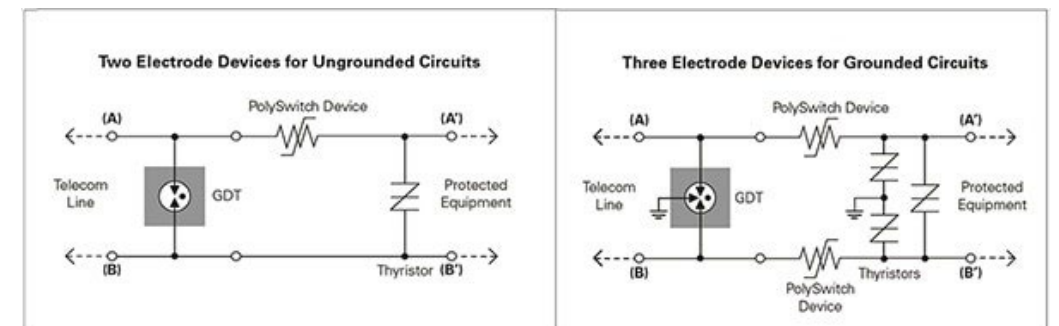 Two Electrode Devices for Ungrounded Circuits
PolySwitch Device
(A)
(A')
Telecom
Line
GDT
Protected
Equipment
(B)
Thyristor
(B')
Three Electrode Devices for Grounded Circuits
PolySwitch Device
(A)
(A')
Telecom
Line
GDT
Protected
Equipment
(B)
Thyristors
(B')
PolySwitch
Device